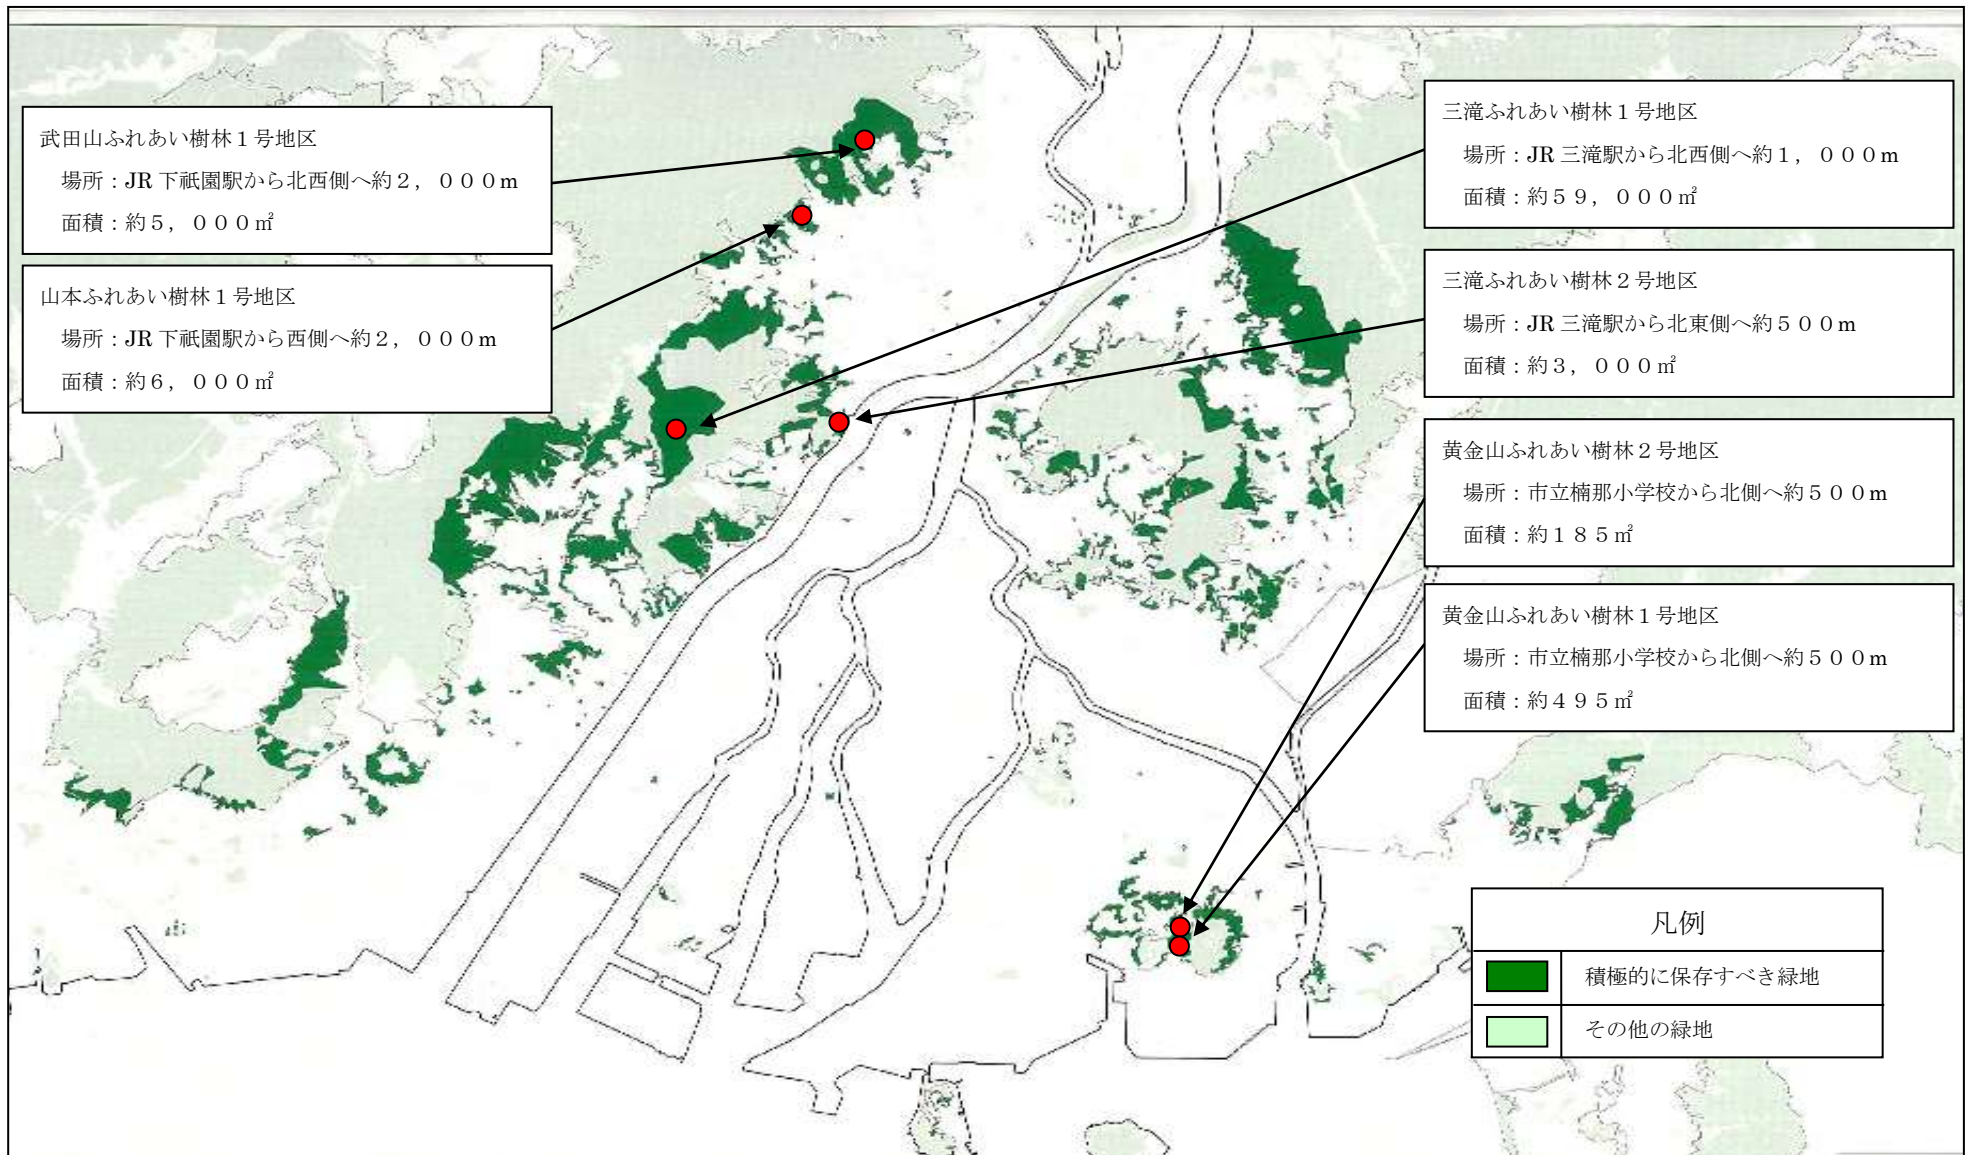 武田山ふれあい樹林１号地区
場所：JR 下祇園駅から北西側へ約２，０００m
面積：約５，０００㎡
山本ふれあい樹林１号地区
場所：JR 下祇園駅から西側へ約２，０００m
面積：約６，０００㎡
三滝ふれあい樹林１号地区
場所：JR 三滝駅から北西側へ約１，０００m
面積：約５９，０００㎡
三滝ふれあい樹林２号地区
場所：JR 三滝駅から北東側へ約５００m
面積：約３，０００㎡
黄金山ふれあい樹林２号地区
場所：市立楠那小学校から北側へ約５００m
面積：約１８５㎡
黄金山ふれあい樹林１号地区
場所：市立楠那小学校から北側へ約５００m
面積：約４９５㎡
凡例
積極的に保存すべき緑地
その他の緑地